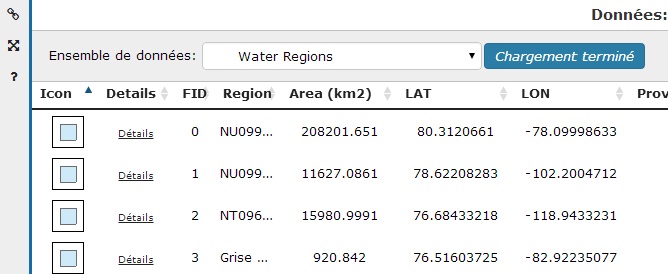 Données:
Ensemble de données: Water Regions Chargement terminé
Icon Details FID Region Area (km2) LAT LON Prov
Détails 0 NU099... 208201.651 80.3120661 -78.09998633
Détails 1 NU099... 11627.0861 78.62208283 -102.2004712
Détails 2 NT096... 15980.9991 76.68433218 -118.9433231
Détails 3 Grise ... 920.842 76.51603725 -82.92235077